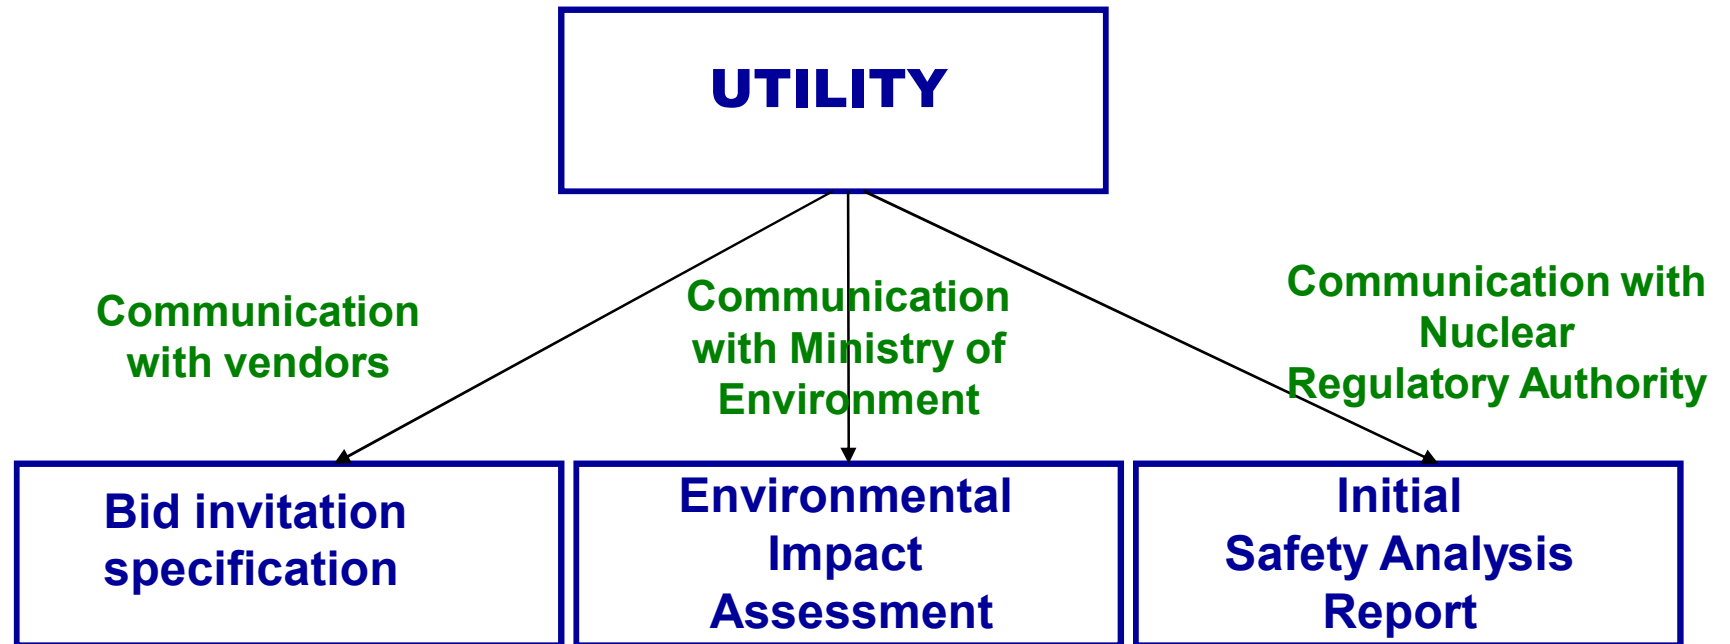 UTILITY
Communication
with vendors
Communication
with Ministry of
Environment
Communication with
Nuclear
Regulatory Authority
Bid invitation
specification
Environmental
Impact
Assessment
Initial
Safety Analysis
Report